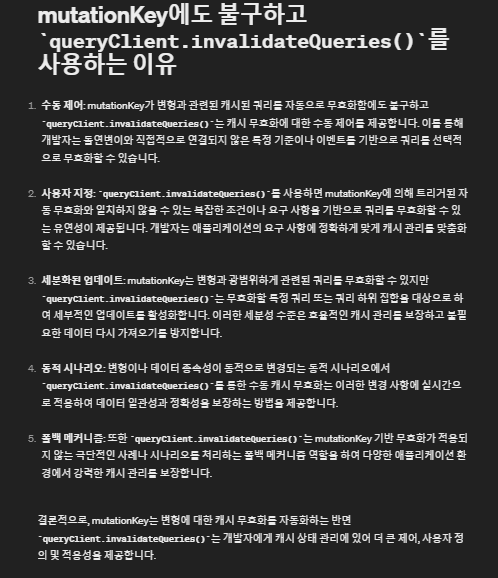 mutationKey에도 불구하고
`queryClient.invalidateQueries()`를
사용하는 이유
1. 수동 제어: mutationKey가 변형과 관련된 캐시된 쿼리를 자동으로 무효화함에도 불구하고
`queryClient.invalidateQueries()`는 캐시 무효화에 대한 수동 제어를 제공합니다. 이를 통해
개발자는 돌연변이와 직접적으로 연결되지 않은 특정 기준이나 이벤트를 기반으로 쿼리를 선택적
으로 무효화할 수 있습니다.
2. 사용자 지정: `queryClient.invalidateQueries()`를 사용하면 mutationKey에 의해 트리거된 자
동 무효화와 일치하지 않을 수 있는 복잡한 조건이나 요구 사항을 기반으로 쿼리를 무효화할 수 있
는 유연성이 제공됩니다. 개발자는 애플리케이션의 요구 사항에 정확하게 맞게 캐시 관리를 맞춤화
할 수 있습니다.
3. 세분화된 업데이트: mutationKey는 변형과 광범위하게 관련된 쿼리를 무효화할 수 있지만
`queryClient.invalidateQueries()`는 무효화할 특정 쿼리 또는 쿼리 하위 집합을 대상으로 하
여 세부적인 업데이트를 활성화합니다. 이러한 세분성 수준은 효율적인 캐시 관리를 보장하고 불필
요한 데이터 다시 가져오기를 방지합니다.
4. 동적 시나리오: 변형이나 데이터 종속성이 동적으로 변경되는 동적 시나리오에서
`queryClient.invalidateQueries()`를 통한 수동 캐시 무효화는 이러한 변경 사항에 실시간으
로 적응하여 데이터 일관성과 정확성을 보장하는 방법을 제공합니다.
5. 폴백 메커니즘: 또한 `queryClient.invalidateQueries()`는 mutationKey 기반 무효화가 적용되
지 않는 극단적인 사례나 시나리오를 처리하는 폴백 메커니즘 역할을 하여 다양한 애플리케이션 환
경에서 강력한 캐시 관리를 보장합니다.
결론적으로, mutationKey는 변형에 대한 캐시 무효화를 자동화하는 반면
`queryClient.invalidateQueries()`는 개발자에게 캐시 상태 관리에 있어 더 큰 제어, 사용자 정
의 및 적응성을 제공합니다.